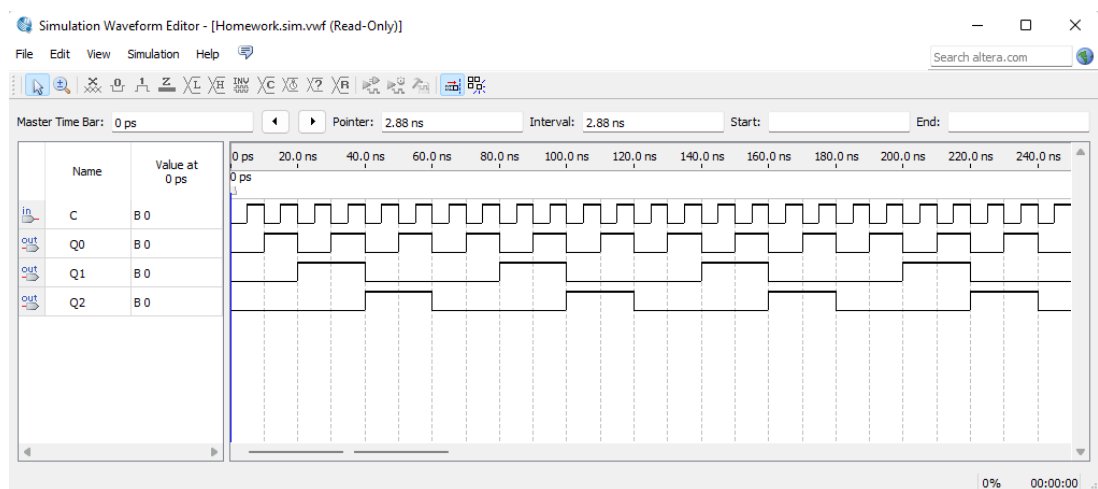 Simulation Waveform Editor - [Homework.sim.vwf (Read-Only)]
File Edit View Simulation Help
Search altera.com
Master Time Bar: 0 ps Pointer: 2.88 ns Interval: 2.88 ns Start: End:
Name Value at 0 ps
0 ps 20.0 ns 40.0 ns 60.0 ns 80.0 ns 100.0 ns 120.0 ns 140.0 ns 160.0 ns 180.0 ns 200.0 ns 220.0 ns 240.0 ns
0 ps
in C B 0
out Q0 B 0
out Q1 B 0
out Q2 B 0
0% 00:00:00